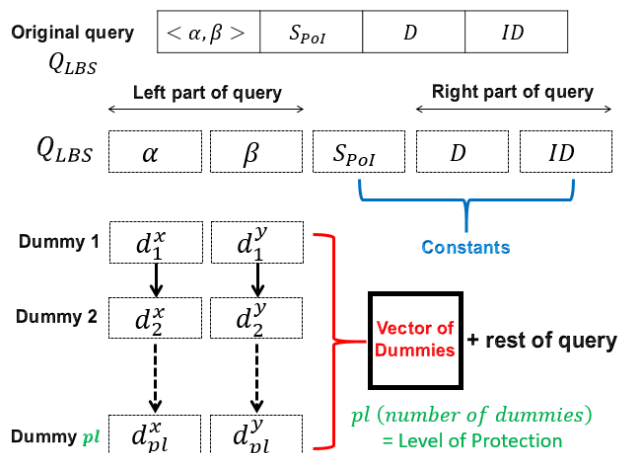 Original query < α, β > S_PoI D ID
Q_LBS
Left part of query Right part of query
Q_LBS α β S_PoI D ID
Constants
Dummy 1 d_1^x d_1^y
Dummy 2 d_2^x d_2^y
Vector of
Dummies + rest of query
pl (number of dummies)
= Level of Protection
Dummy pl d_pl^x d_pl^y